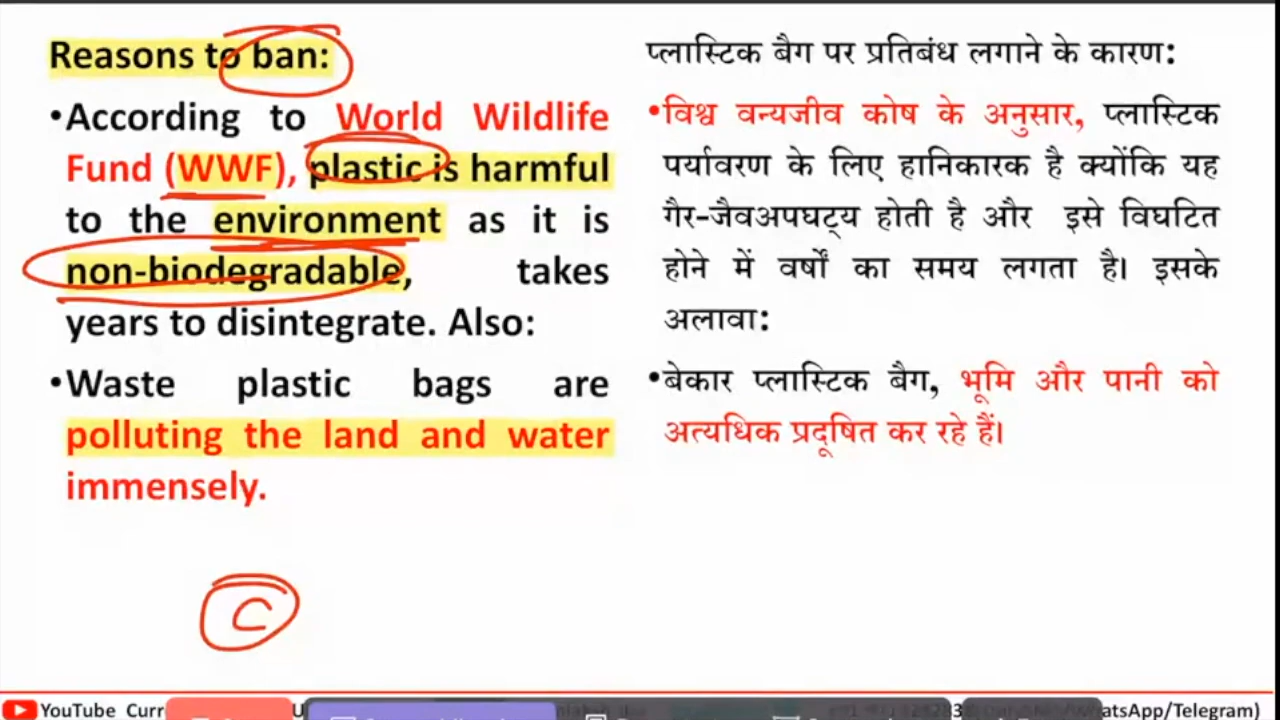 Reasons to ban:
•According to World Wildlife
Fund (WWF), plastic is harmful
to the environment as it is
non-biodegradable, takes
years to disintegrate. Also:
•Waste plastic bags are
polluting the land and water
immensely.
C
प्लास्टिक बैग पर प्रतिबंध लगाने के कारण:
•विश्व वन्यजीव कोष के अनुसार, प्लास्टिक
पर्यावरण के लिए हानिकारक है क्योंकि यह
गैर-जैवअपघट्य होती है और इसे विघटित
होने में वर्षों का समय लगता है। इसके
अलावा:
•बेकार प्लास्टिक बैग, भूमि और पानी को
अत्यधिक प्रदूषित कर रहे हैं।
YouTube WhatsApp/Telegram)